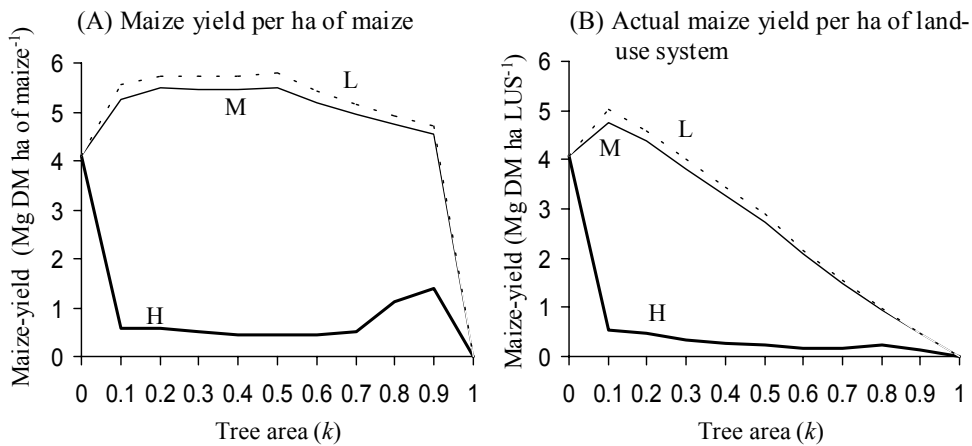 (A) Maize yield per ha of maize
Maize-yield (Mg DM ha of maize⁻¹)
6
5
4
3
2
1
0
L
M
H
0 0.1 0.2 0.3 0.4 0.5 0.6 0.7 0.8 0.9 1
Tree area (k)
(B) Actual maize yield per ha of land-
use system
Maize-yield (Mg DM ha LUS⁻¹)
6
5
4
3
2
1
0
L
M
H
0 0.1 0.2 0.3 0.4 0.5 0.6 0.7 0.8 0.9 1
Tree area (k)